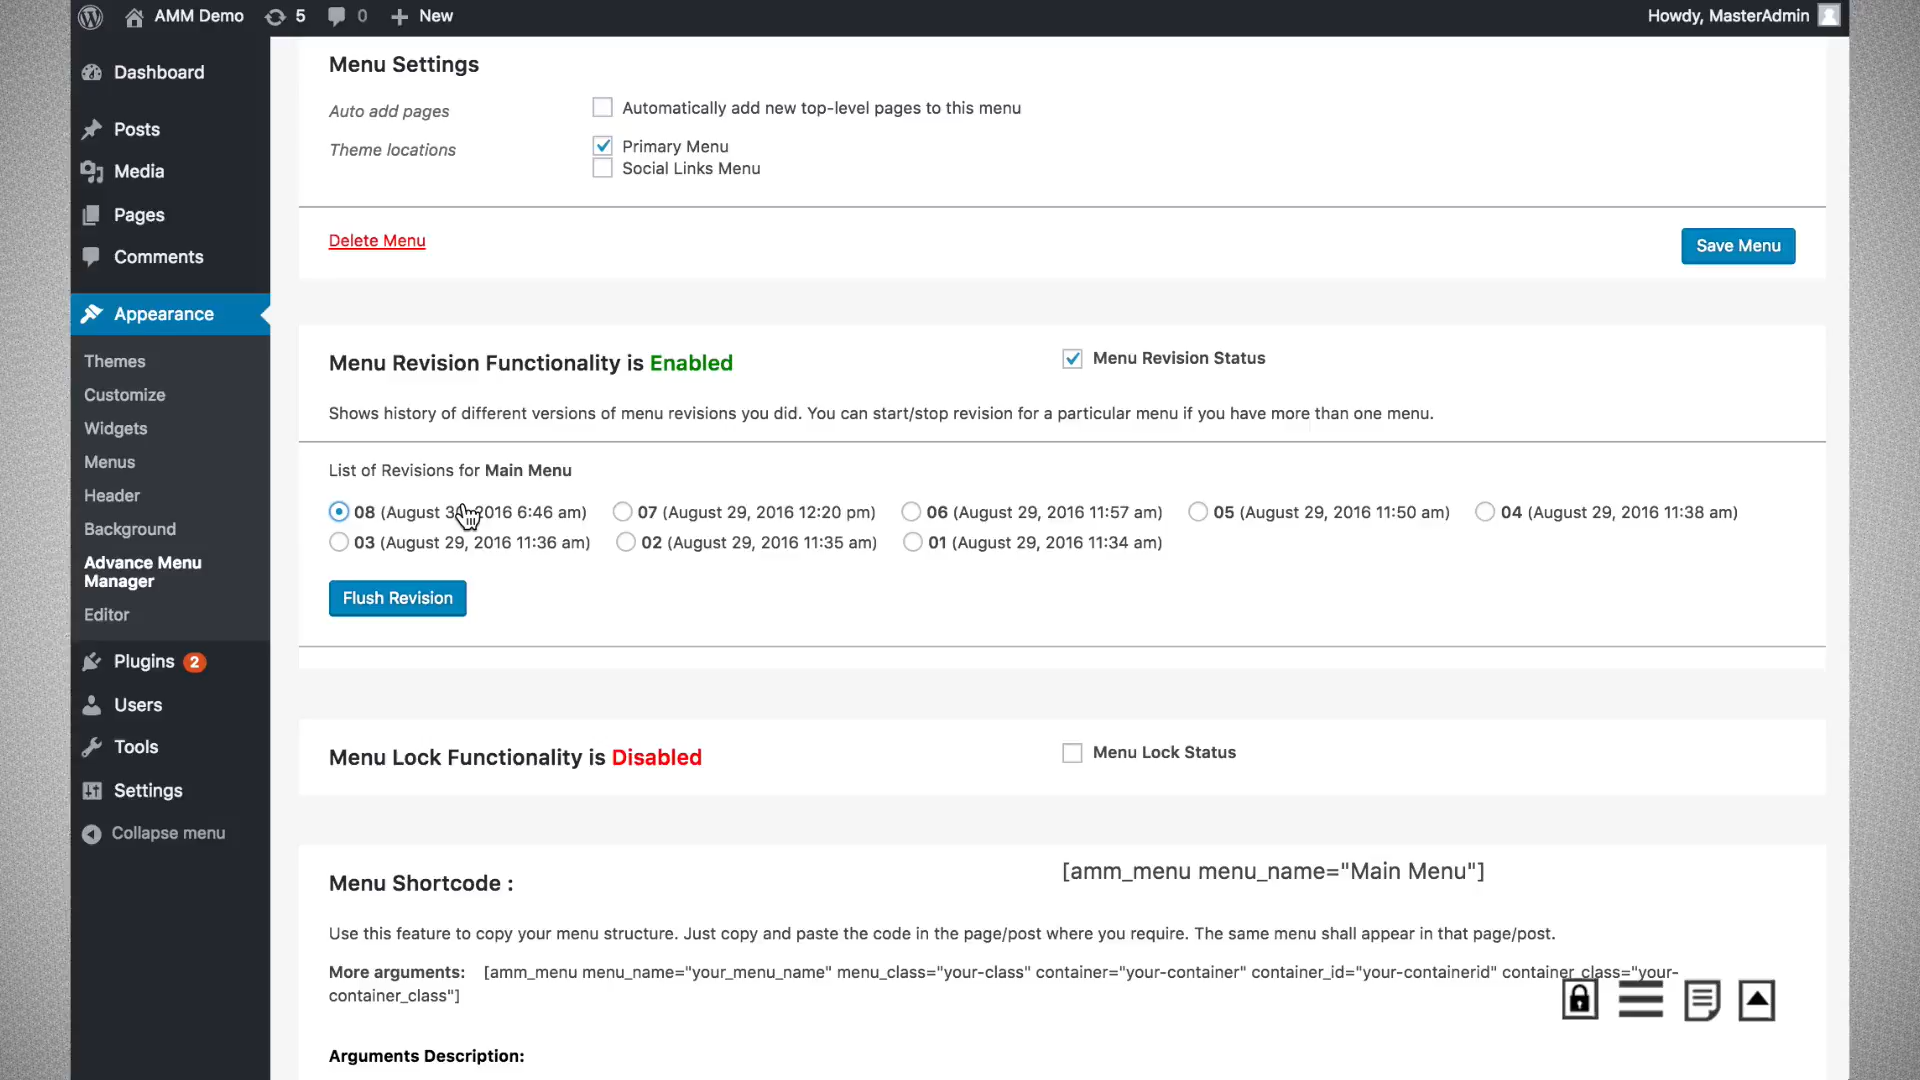 AMM Demo 5 0 New Howdy, MasterAdmin
Dashboard
Posts
Media
Pages
Comments
Appearance
Themes
Customize
Widgets
Menus
Header
Background
Advance Menu
Manager
Editor
Plugins 2
Users
Tools
Settings
Collapse menu
Menu Settings
Auto add pages
Automatically add new top-level pages to this menu
Theme locations
Primary Menu
Social Links Menu
Delete Menu
Save Menu
Menu Revision Functionality is Enabled
Menu Revision Status
Shows history of different versions of menu revisions you did. You can start/stop revision for a particular menu if you have more than one menu.
List of Revisions for Main Menu
08 (August 2016 6:46 am) 07 (August 29, 2016 12:20 pm) 06 (August 29, 2016 11:57 am) 05 (August 29, 2016 11:50 am) 04 (August 29, 2016 11:38 am)
03 (August 29, 2016 11:36 am) 02 (August 29, 2016 11:35 am) 01 (August 29, 2016 11:34 am)
Flush Revision
Menu Lock Functionality is Disabled
Menu Lock Status
Menu Shortcode :
[amm_menu menu_name="Main Menu"]
Use this feature to copy your menu structure. Just copy and paste the code in the page/post where you require. The same menu shall appear in that page/post.
More arguments: [amm_menu menu_name="your_menu_name" menu_class="your-class" container="your-container" container_id="your-containerid" container_class="your-
container_class"]
Arguments Description: